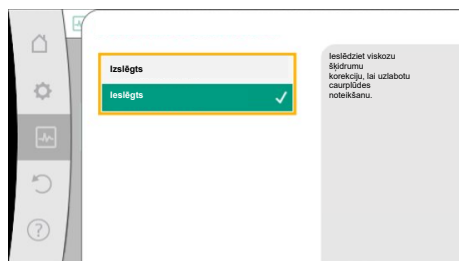 Izslēgts
Ieslēgts
Ieslēdziet viskozu
šķidrumu
korekciju, lai uzlabotu
caurplūdes
noteikšanu.